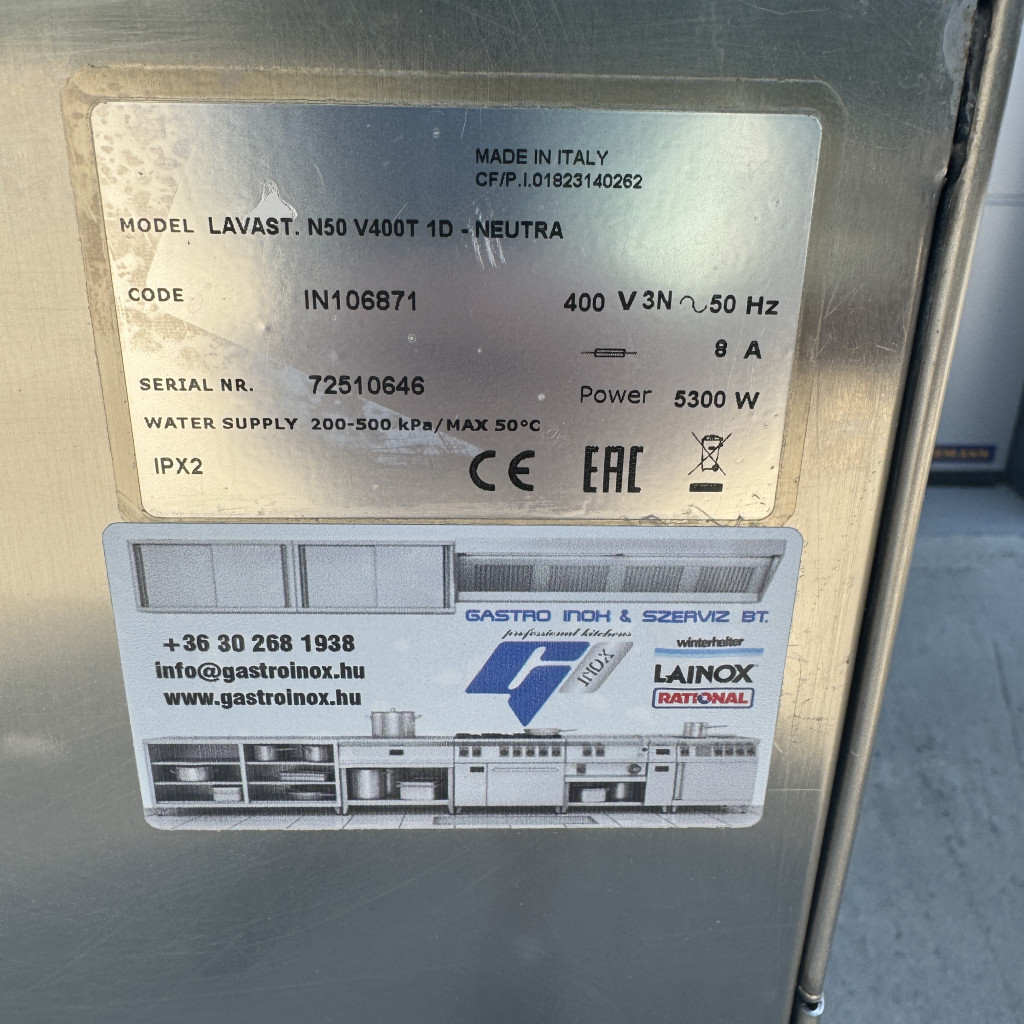 MADE IN ITALY
CF/P.I.01823140262
MODEL LAVAST. N50 V400T 1D - NEUTRA
CODE IN106871 400 V 3N ~ 50 Hz
8 A
SERIAL NR. 72510646 Power 5300 W
WATER SUPPLY 200-500 kPa/MAX 50°C
IPX2 CE EAC
GASTRO INOX & SZERVIZ BT.
professional kitchens
+36 30 268 1938
info@gastroinox.hu
www.gastroinox.hu
G INOX
winterhalter
LAINOX
RATIONAL